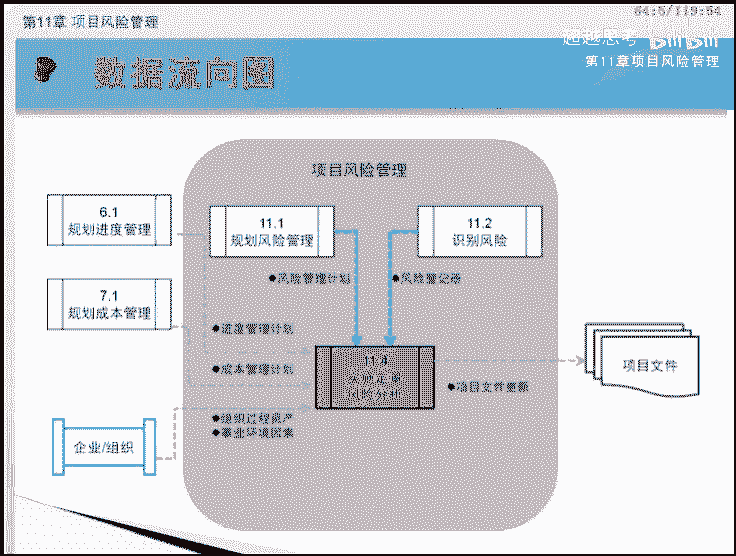 第11章 项目风险管理
64:5/119:54
超越思考 bilibili
第11章项目风险管理
数据流向图
项目风险管理
6.1
规划进度管理
11.1
规划风险管理
11.2
识别风险
●风险管理计划
●风险登记册
7.1
规划成本管理
●进度管理计划
●成本管理计划
11.4
实施定量
风险分析
●项目文件更新
项目文件
●组织过程资产
●事业环境因素
企业/组织